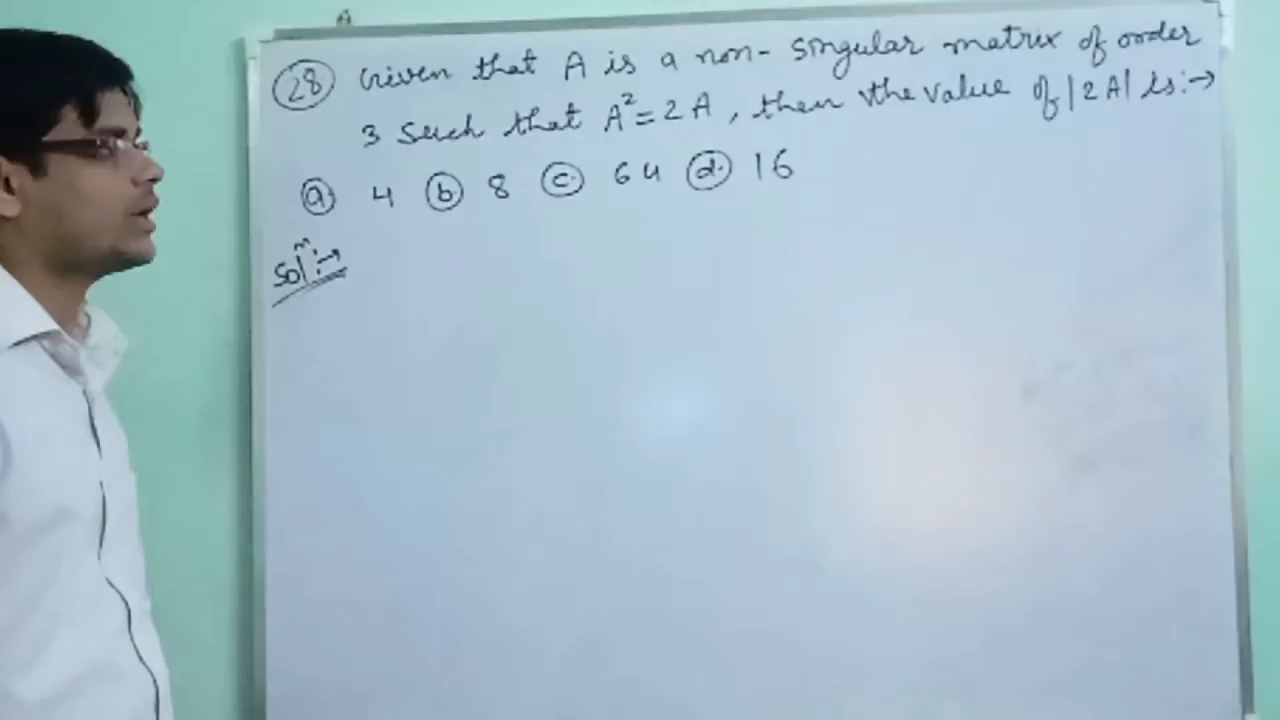 28 Given that A is a non-singular matrix of order
3 such that A²=2A, then the value of |2A| is:→
a. 4 b 8 c. 64 d. 16
Solⁿ:→